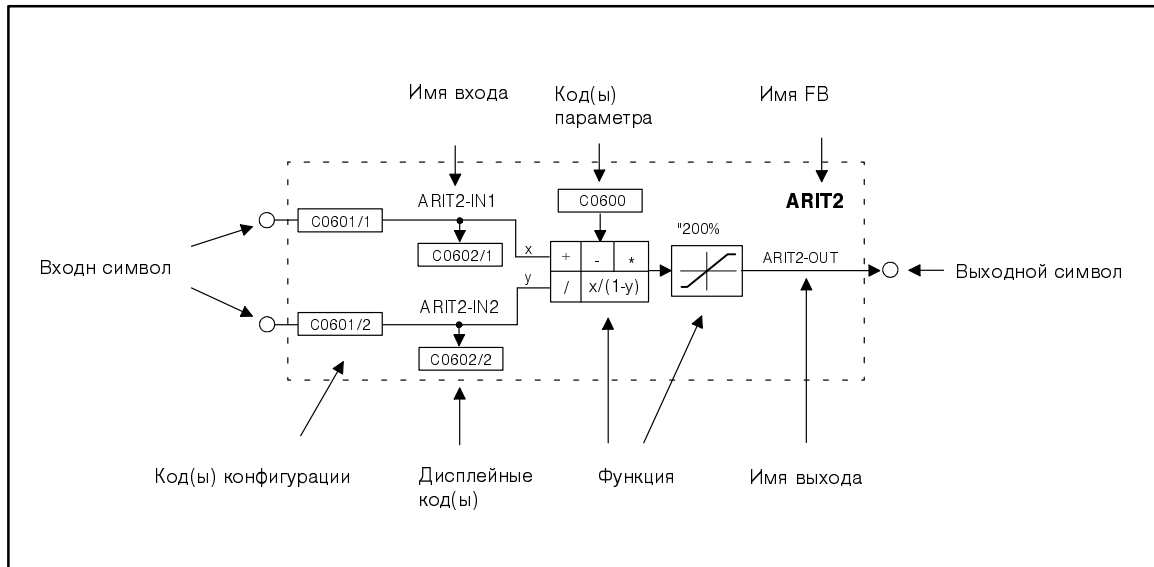 Имя входа
Код(ы)
параметра
Имя FB
ARIT2-IN1
C0600
ARIT2
C0601/1
"200%
C0602/1
x
+ - *
ARIT2-OUT
Входн символ
Выходной символ
y
/ x/(1-y)
ARIT2-IN2
C0601/2
C0602/2
Код(ы) конфигурации
Дисплейные
код(ы)
Функция
Имя выхода